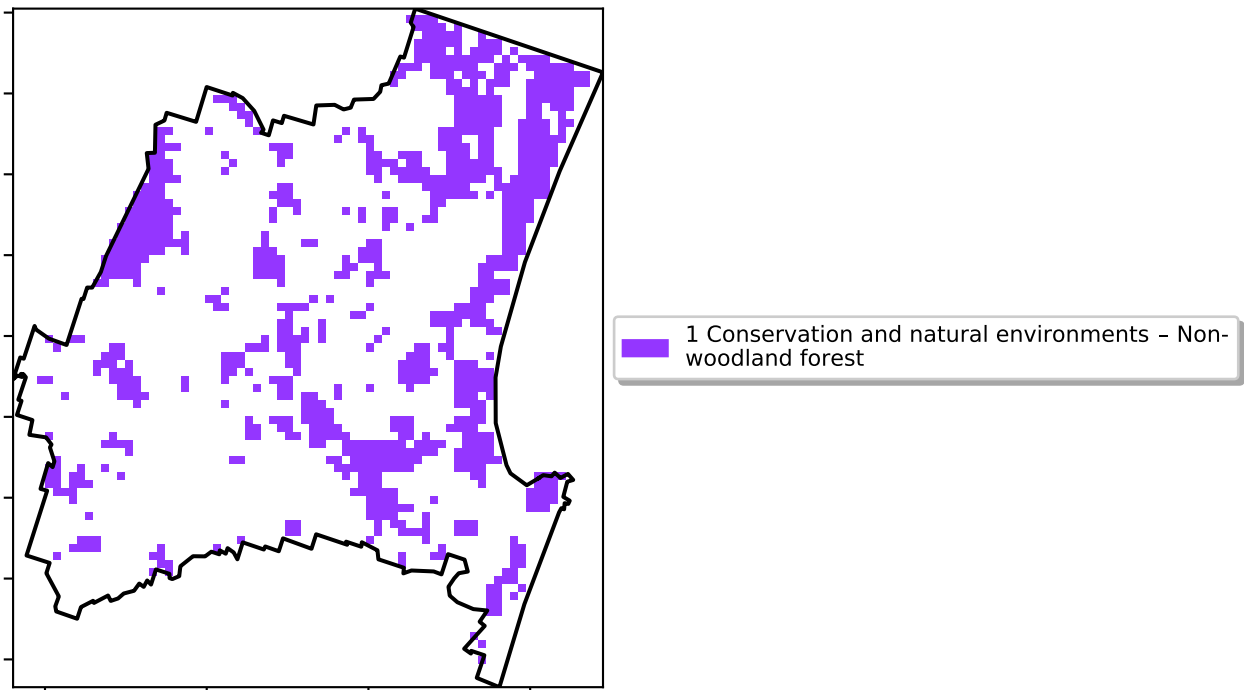 1 Conservation and natural environments – Non-
woodland forest